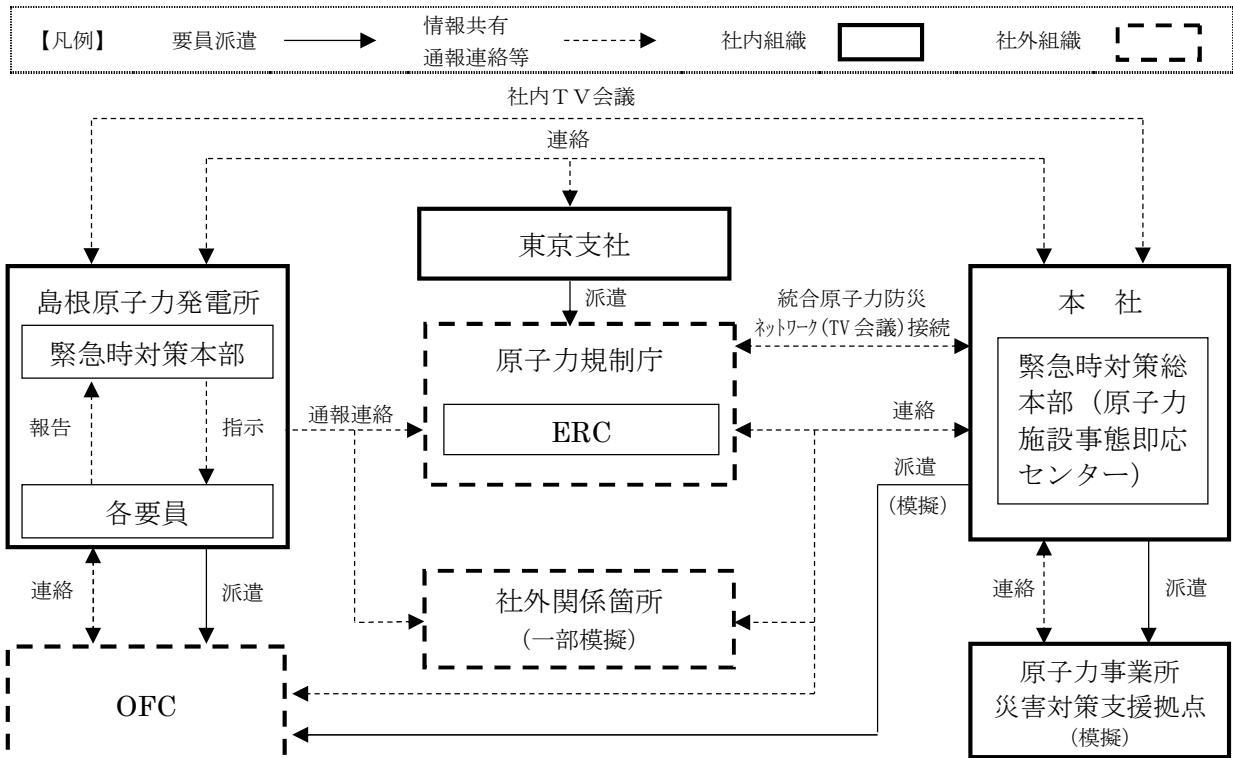 【凡例】 要員派遣 情報共有 社内組織 社外組織
通報連絡等
社内TV会議
連絡
東京支社
派遣
島根原子力発電所
緊急時対策本部
報告 指示
各要員
通報連絡
原子力規制庁
ERC
統合原子力防災
ネットワーク(TV会議)接続
連絡
派遣
(模擬)
本 社
緊急時対策総
本部（原子力
施設事態即応
センター）
連絡 派遣
社外関係箇所
(一部模擬)
連絡 派遣
OFC
原子力事業所
災害対策支援拠点
(模擬)